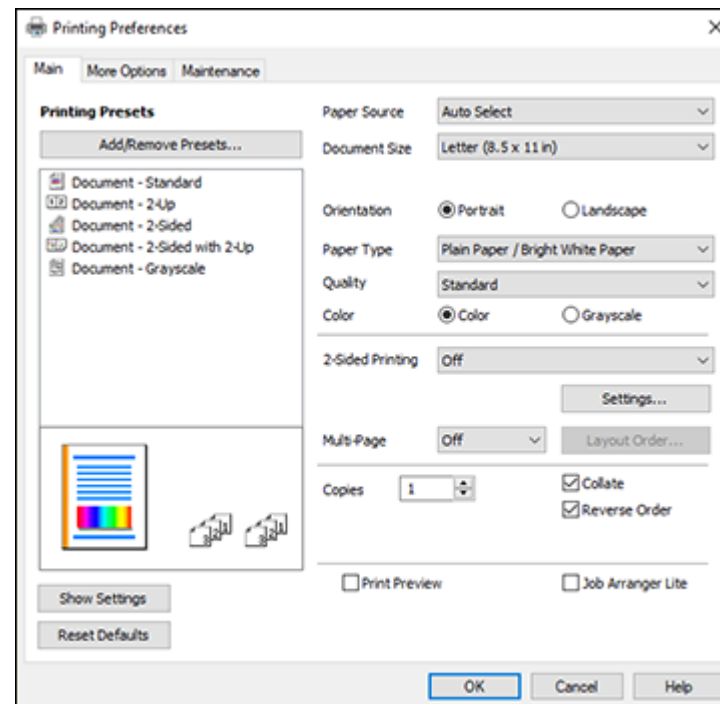 Printing Preferences
Main More Options Maintenance
Printing Presets
Add/Remove Presets...
Document - Standard
Document - 2-Up
Document - 2-Sided
Document - 2-Sided with 2-Up
Document - Grayscale
Show Settings
Reset Defaults
Paper Source Auto Select
Document Size Letter (8.5 x 11 in)
Orientation Portrait Landscape
Paper Type Plain Paper / Bright White Paper
Quality Standard
Color Color Grayscale
2-Sided Printing Off
Settings...
Multi-Page Off Layout Order...
Copies 1 Collate
Reverse Order
Print Preview Job Arranger Lite
OK Cancel Help